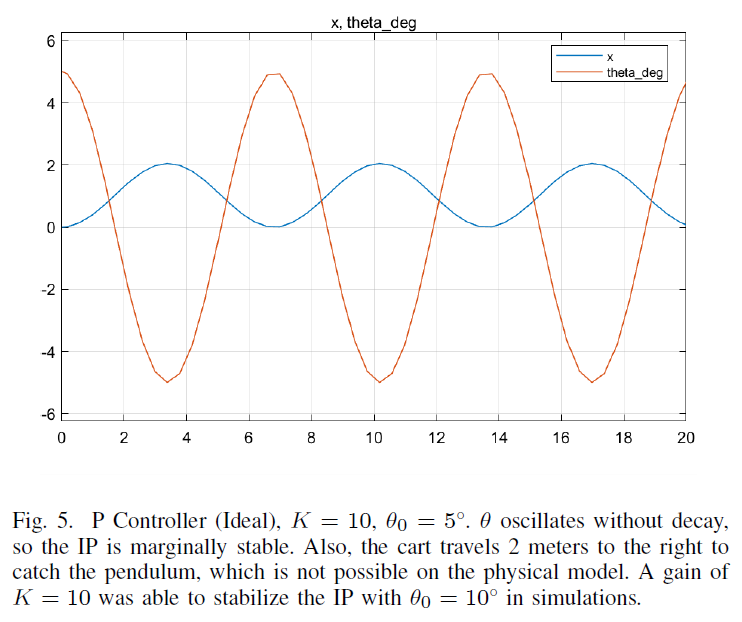 x, theta_deg
x
theta_deg
6
4
2
0
-2
-4
-6
0 2 4 6 8 10 12 14 16 18 20
Fig. 5. P Controller (Ideal), K = 10, θ₀ = 5°. θ oscillates without decay,
so the IP is marginally stable. Also, the cart travels 2 meters to the right to
catch the pendulum, which is not possible on the physical model. A gain of
K = 10 was able to stabilize the IP with θ₀ = 10° in simulations.